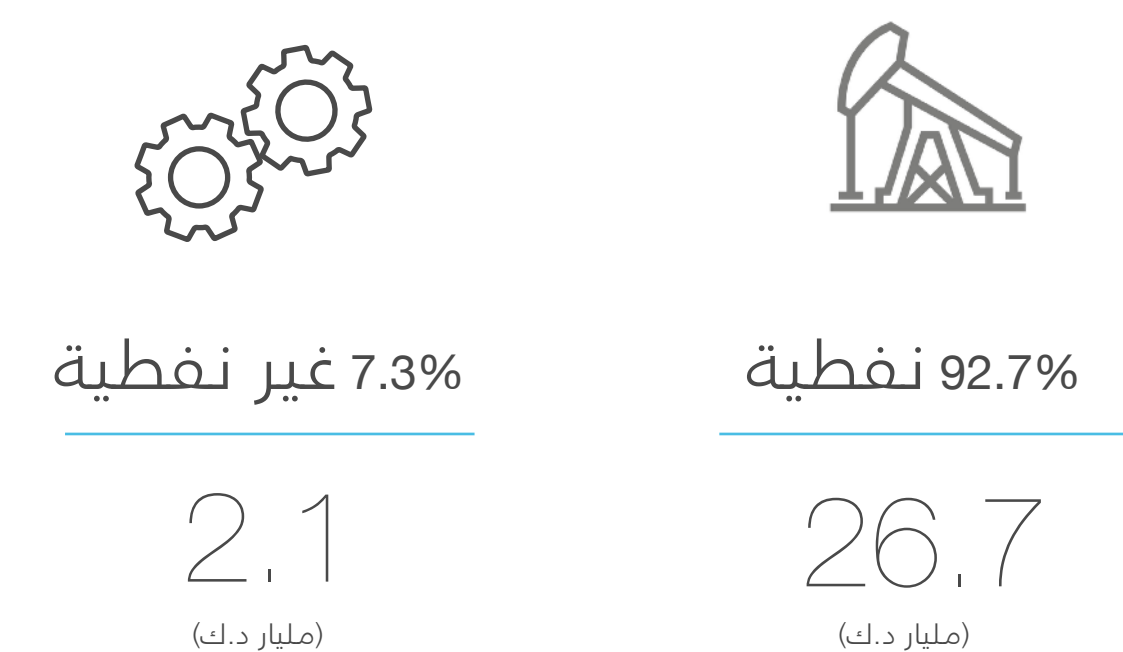 92.7% نفطية
26.7
(مليار د.ك)
7.3% غير نفطية
2.1
(مليار د.ك)